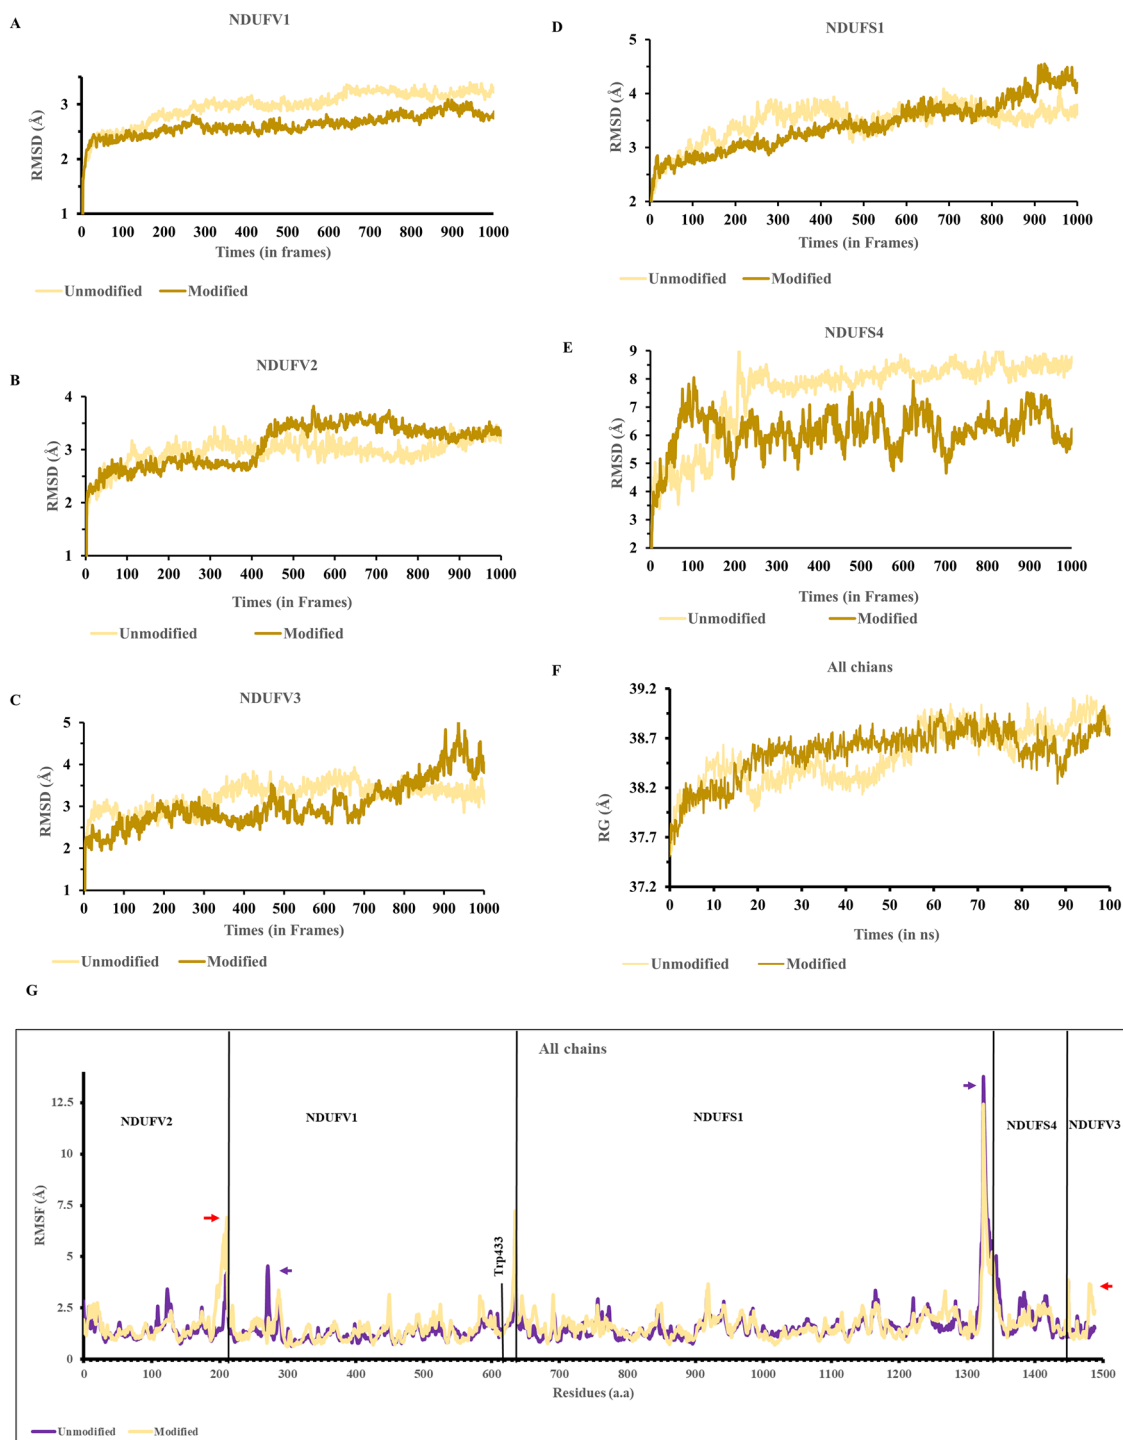 A
NDUFV1
RMSD (Å)
3
2
1
0 100 200 300 400 500 600 700 800 900 1000
Times (in frames)
Unmodified Modified
D
NDUFS1
RMSD (Å)
5
4
3
2
0 100 200 300 400 500 600 700 800 900 1000
Times (in Frames)
Unmodified Modified
B
NDUFV2
RMSD (Å)
4
3
2
1
0 100 200 300 400 500 600 700 800 900 1000
Times (in Frames)
Unmodified Modified
E
NDUFS4
RMSD (Å)
9
8
7
6
5
4
3
2
0 100 200 300 400 500 600 700 800 900 1000
Times (in Frames)
Unmodified Modified
C
NDUFV3
RMSD (Å)
5
4
3
2
1
0 100 200 300 400 500 600 700 800 900 1000
Times (in Frames)
Unmodified Modified
F
All chians
RG (Å)
39.2
38.7
38.2
37.7
37.2
0 10 20 30 40 50 60 70 80 90 100
Times (in ns)
Unmodified Modified
G
All chains
NDUFV2 NDUFV1 NDUFS1 NDUFS4 NDUFV3
Trp433
RMSF (Å)
12.5
10
7.5
5
2.5
0
0 100 200 300 400 500 600 700 800 900 1000 1100 1200 1300 1400 1500
Residues (a.a)
Unmodified Modified